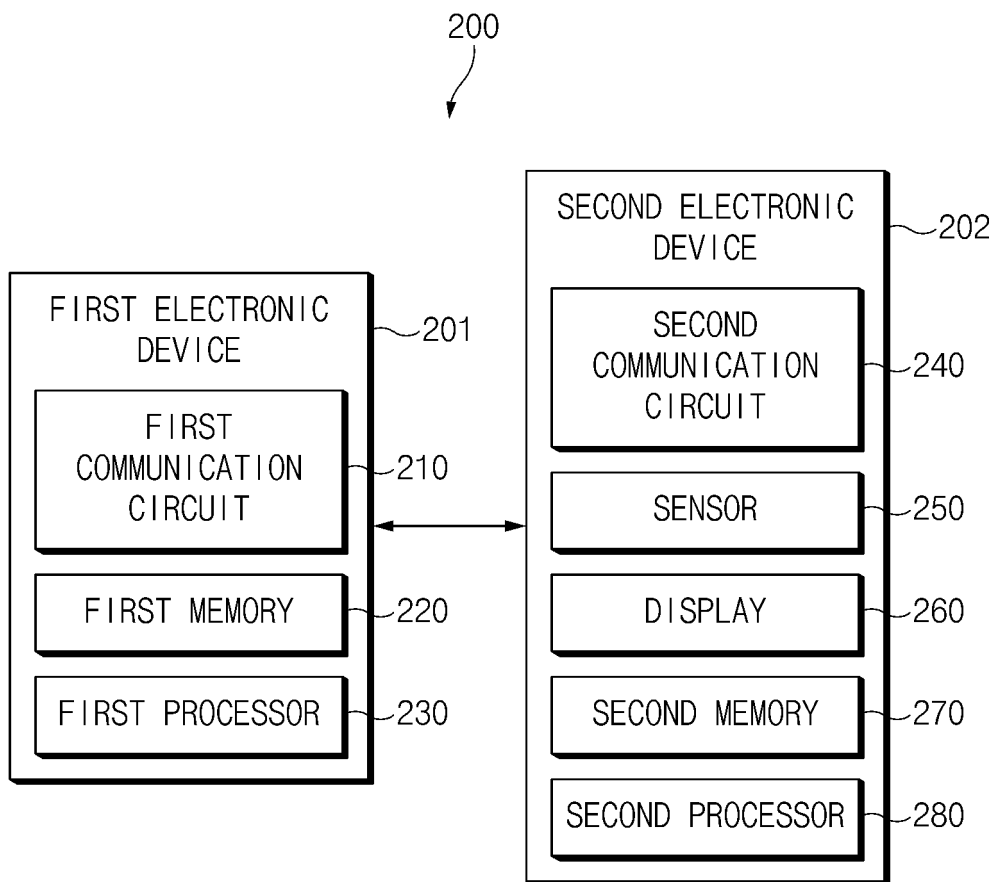 200
FIRST ELECTRONIC
DEVICE
201
FIRST
COMMUNICATION
CIRCUIT
210
FIRST MEMORY
220
FIRST PROCESSOR
230
SECOND ELECTRONIC
DEVICE
202
SECOND
COMMUNICATION
CIRCUIT
240
SENSOR
250
DISPLAY
260
SECOND MEMORY
270
SECOND PROCESSOR
280